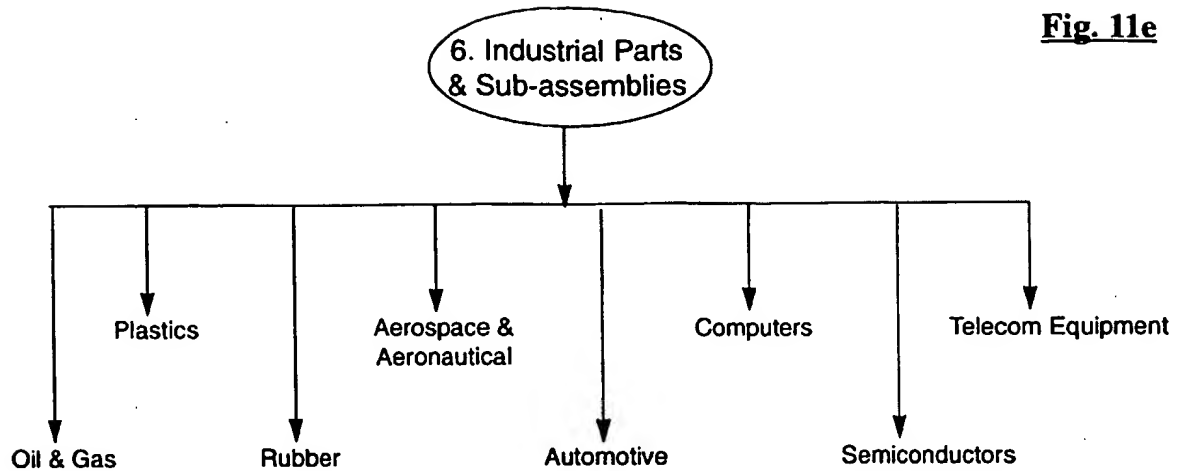 Fig. 11e
6. Industrial Parts
& Sub-assemblies
Plastics
Aerospace &
Aeronautical
Computers
Telecom Equipment
Oil & Gas
Rubber
Automotive
Semiconductors